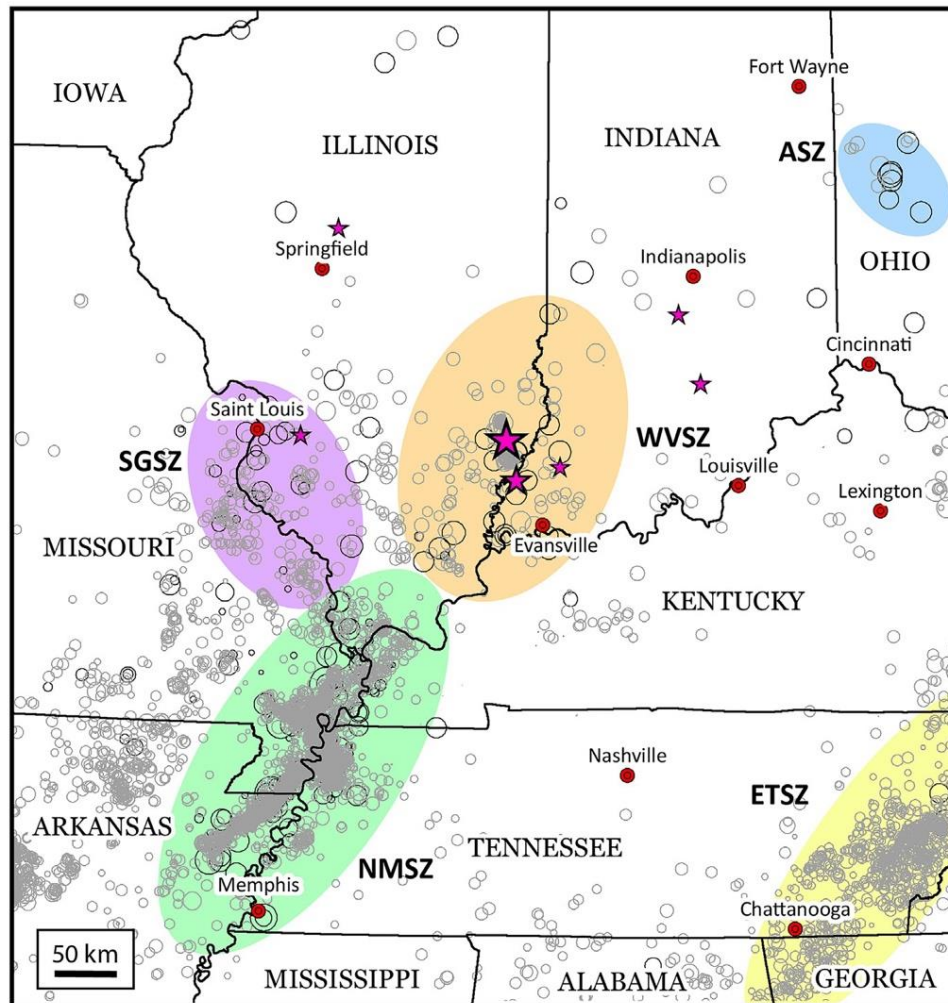 Fort Wayne
IOWA
ILLINOIS
INDIANA
ASZ
Springfield
Indianapolis
OHIO
Cincinnati
Saint Louis
SGSZ
WVSZ
Louisville
Lexington
MISSOURI
Evansville
KENTUCKY
Nashville
ETSZ
ARKANSAS
TENNESSEE
NMSZ
Memphis
Chattanooga
50 km
MISSISSIPPI
ALABAMA
GEORGIA